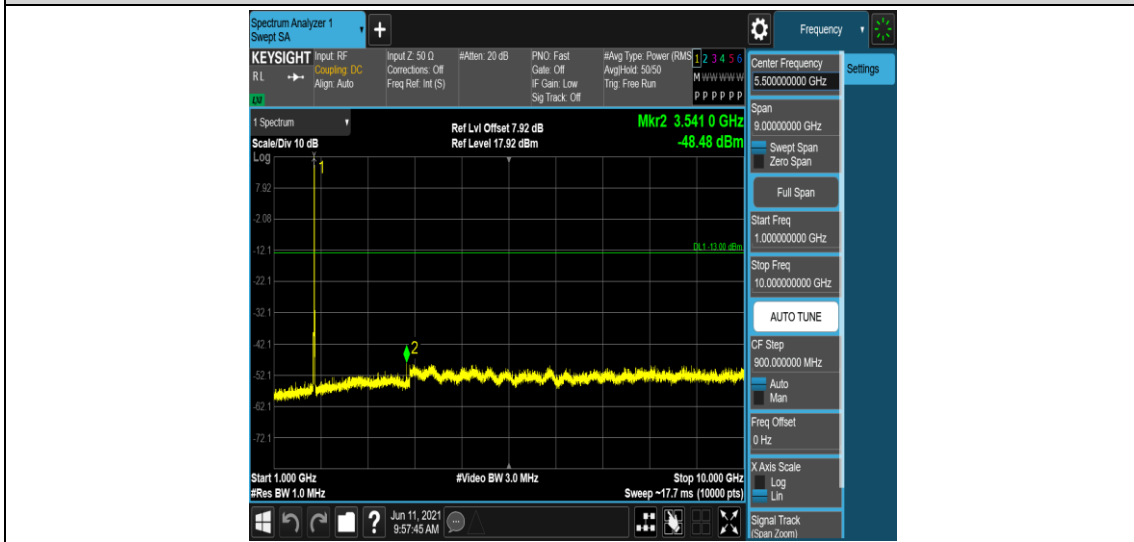 Spectrum Analyzer 1
Swept SA
Frequency
KEYSIGHT
RL
Input: RF
Coupling: DC
Align: Auto
Input Z: 50 Ω
Corrections: Off
Freq Ref: Int (S)
#Atten: 20 dB
PNO: Fast
Gate: Off
IF Gain: Low
Sig Track: Off
#Avg Type: Power (RMS
Avg|Hold: 50/50
Trig: Free Run
1 2 3 4 5 6
M W W W W W
P P P P P P
1 Spectrum
Scale/Div 10 dB
Log
Ref Lvl Offset 7.92 dB
Ref Level 17.92 dBm
Mkr2 3.541 0 GHz
-48.48 dBm
1
7.92
-2.08
-12.1
DL1 -13.00 dBm
-22.1
-32.1
-42.1
2
-52.1
-62.1
-72.1
Start 1.000 GHz
#Res BW 1.0 MHz
#Video BW 3.0 MHz
Stop 10.000 GHz
Sweep ~17.7 ms (10000 pts)
?
Jun 11, 2021
9:57:45 AM
Center Frequency
5.500000000 GHz
Settings
Span
9.00000000 GHz
Swept Span
Zero Span
Full Span
Start Freq
1.000000000 GHz
Stop Freq
10.000000000 GHz
AUTO TUNE
CF Step
900.000000 MHz
Auto
Man
Freq Offset
0 Hz
X Axis Scale
Log
Lin
Signal Track
(Span Zoom)